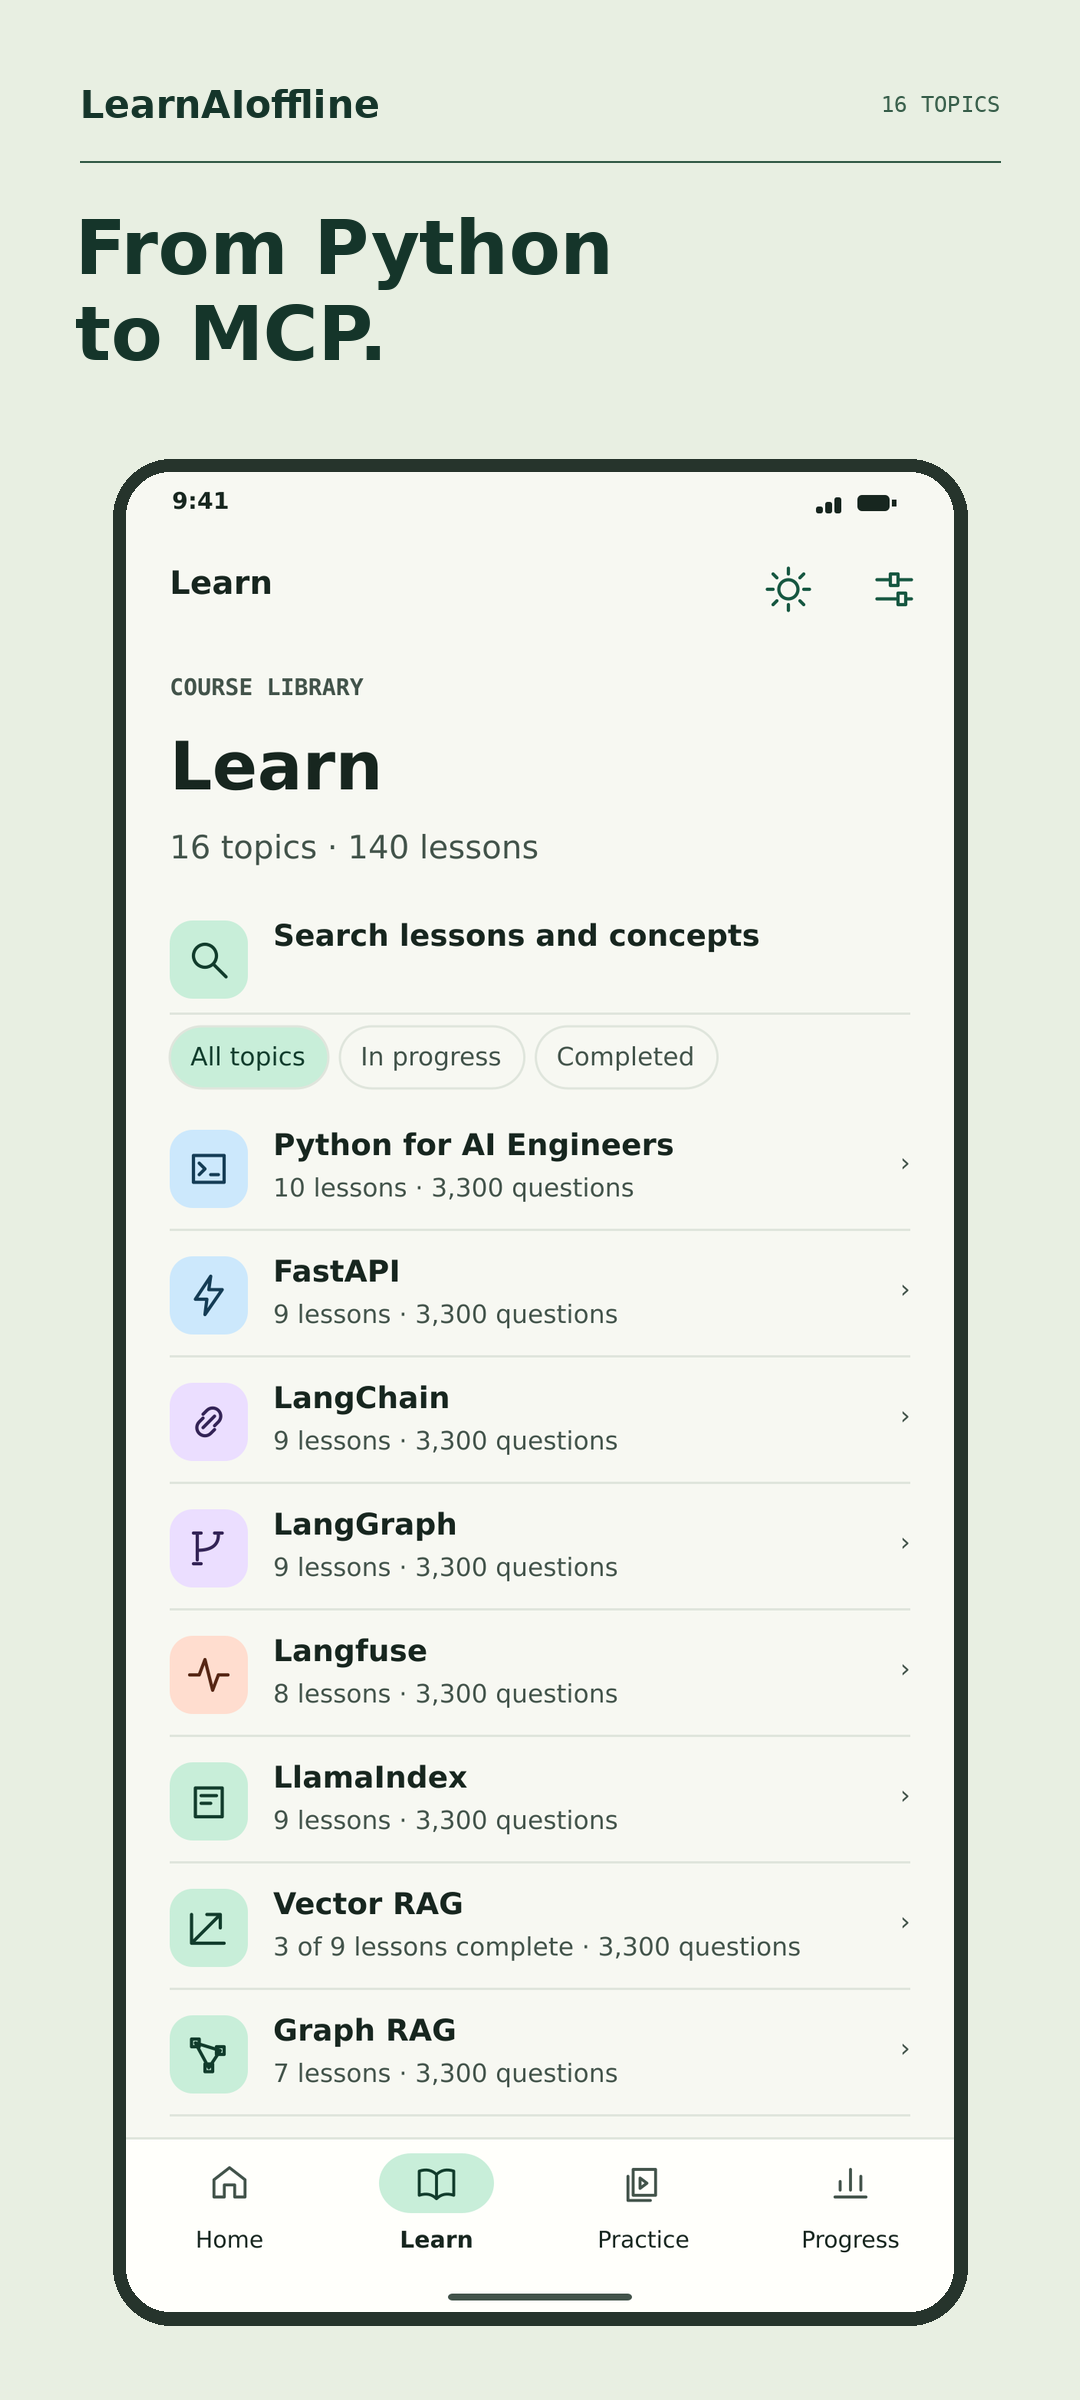 LearnAIoffline
16 TOPICS
From Python
to MCP.
9:41
Learn
COURSE LIBRARY
Learn
16 topics · 140 lessons
Search lessons and concepts
All topics
In progress
Completed
Python for AI Engineers
10 lessons · 3,300 questions
FastAPI
9 lessons · 3,300 questions
LangChain
9 lessons · 3,300 questions
LangGraph
9 lessons · 3,300 questions
Langfuse
8 lessons · 3,300 questions
LlamaIndex
9 lessons · 3,300 questions
Vector RAG
3 of 9 lessons complete · 3,300 questions
Graph RAG
7 lessons · 3,300 questions
Home
Learn
Practice
Progress